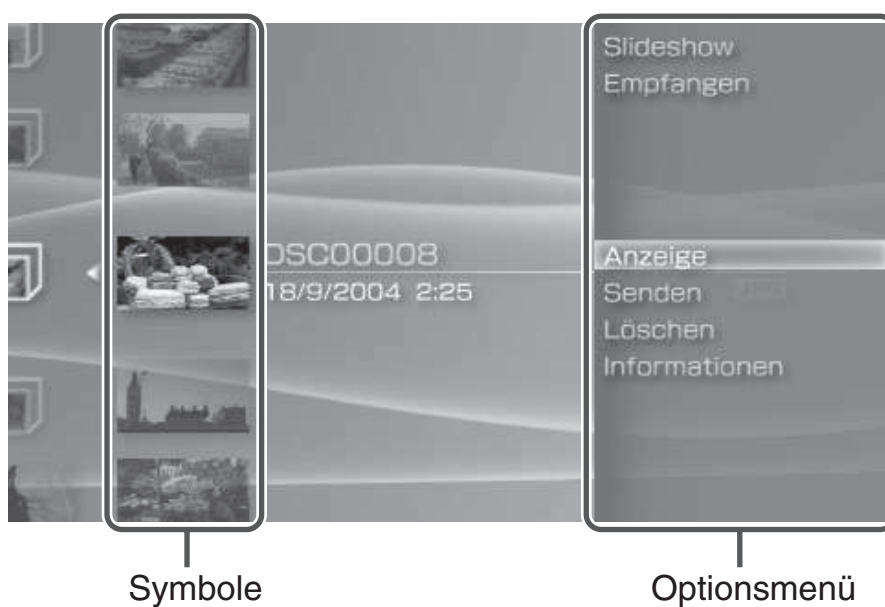 Slideshow
Empfangen
DSC00008
18/9/2004 2:25
Anzeige
Senden
Löschen
Informationen
Symbole
Optionsmenü